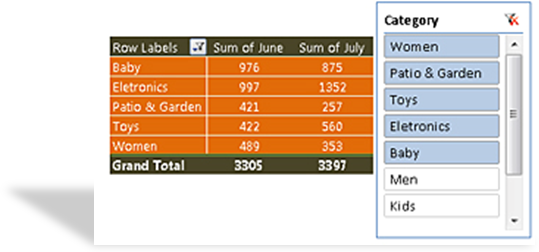 Row Labels Sum of June Sum of July
Baby 976 875
Eletronics 997 1352
Patio & Garden 421 257
Toys 422 560
Women 489 353
Grand Total 3305 3397
Category
Women
Patio & Garden
Toys
Eletronics
Baby
Men
Kids